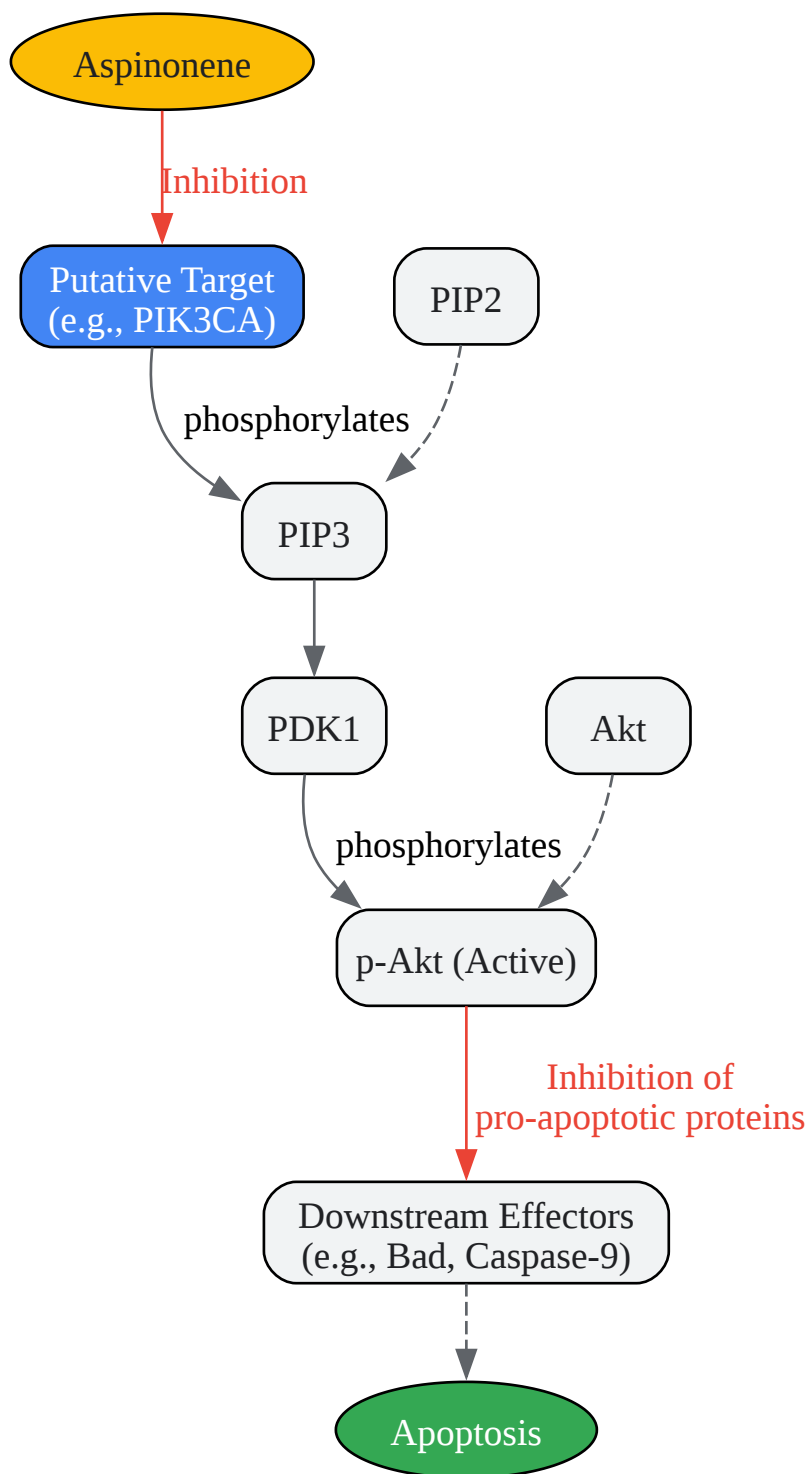 Aspinonene
Inhibition
Putative Target
(e.g., PIK3CA)
PIP2
phosphorylates
PIP3
PDK1
Akt
phosphorylates
p-Akt (Active)
Inhibition of
pro-apoptotic proteins
Downstream Effectors
(e.g., Bad, Caspase-9)
Apoptosis